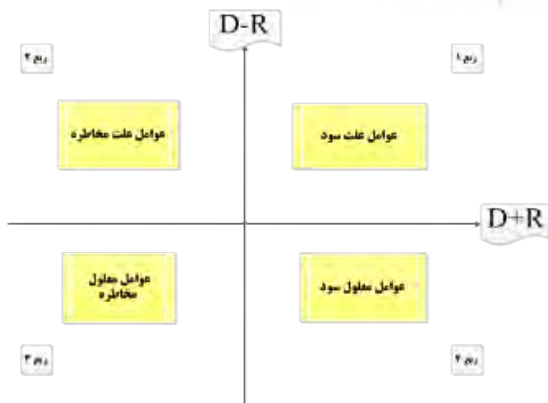 D-R
ربع ۲
ربع ۱
عوامل علت مخاطره
عوامل علت سود
D+R
عوامل معلول
مخاطره
عوامل معلول سود
ربع ۳
ربع ۴